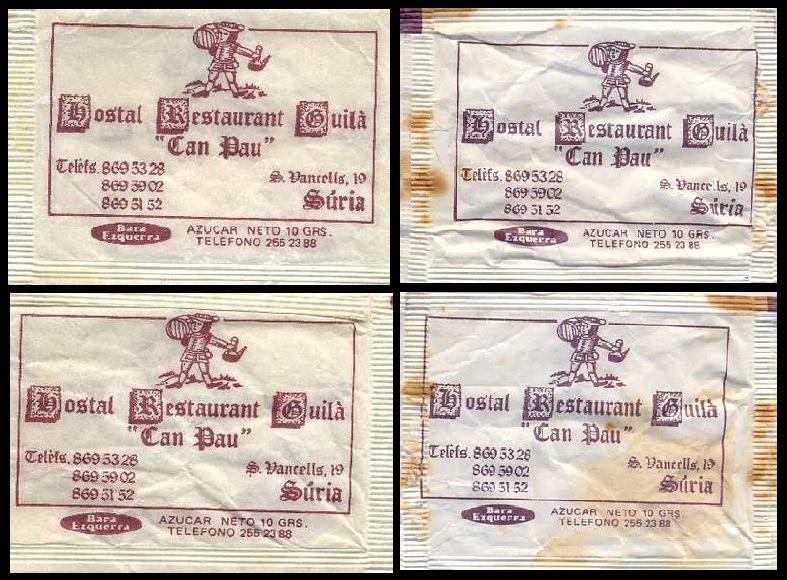 Hostal Restaurant Guilà
"Can Pau"
Telèfs. 869 53 28
869 59 02
869 51 52
S. Vancells, 19
Súria
Bara
Ezquerra
AZUCAR NETO 10 GRS.
TELEFONO 255 23 88
Hostal Restaurant Guilà
"Can Pau"
Telèfs. 869 53 28
869 59 02
869 51 52
S. Vancells, 19
Súria
Bara
Ezquerra
AZUCAR NETO 10 GRS.
TELEFONO 255 23 88
Hostal Restaurant Guilà
"Can Pau"
Telèfs. 869 53 28
869 59 02
869 51 52
S. Vancells, 19
Súria
Bara
Ezquerra
AZUCAR NETO 10 GRS.
TELEFONO 255 23 88
Hostal Restaurant Guilà
"Can Pau"
Telèfs. 869 53 28
869 59 02
869 51 52
S. Vancells, 19
Súria
Bara
Ezquerra
AZUCAR NETO 10 GRS.
TELEFONO 255 23 88